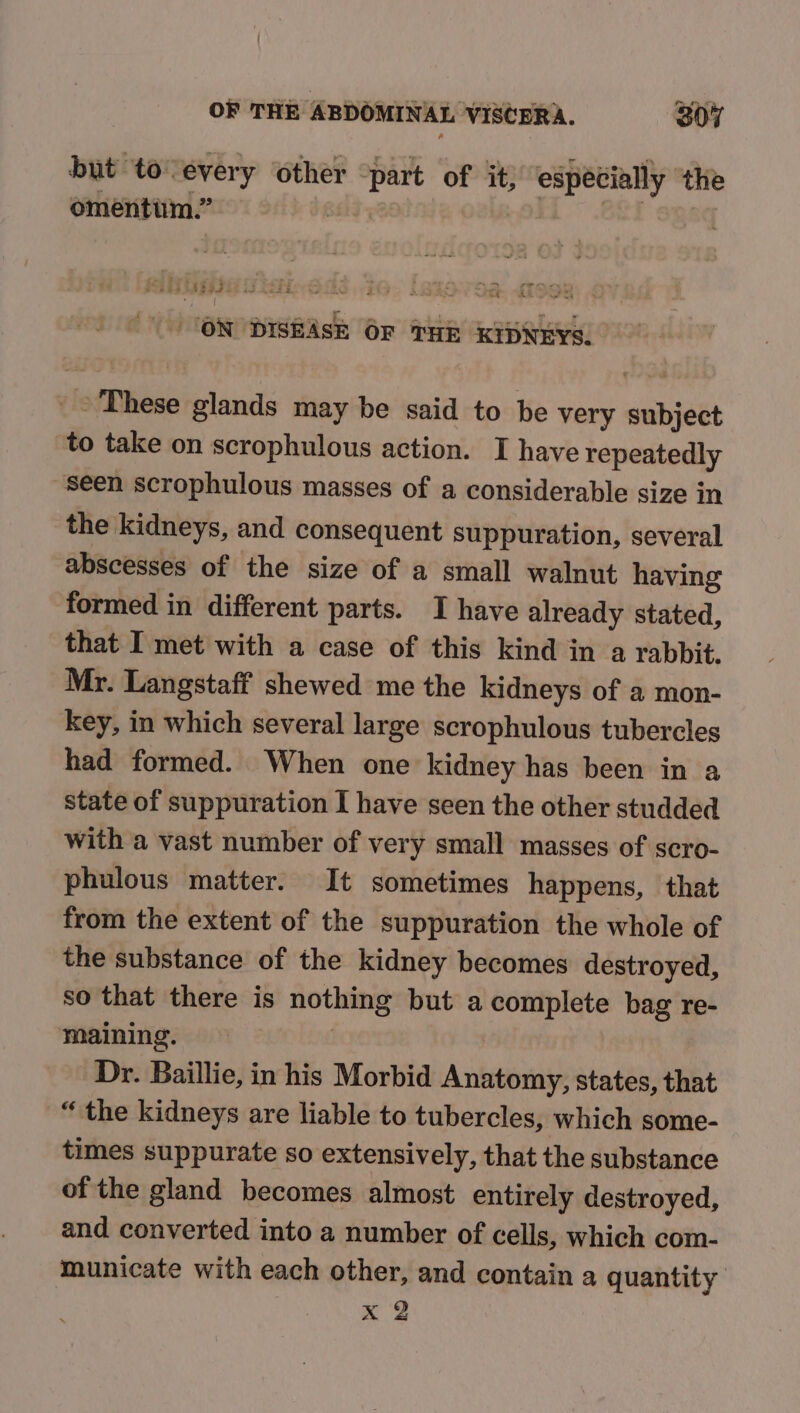 OF THE ABDOMINAL VISCERA. 307
but to every other part of it, especially the
omentum.”
ON DISEASE OF THE KIDNEYS.
These glands may be said to be very subject
to take on scrophulous action. I have repeatedly
seen scrophulous masses of a considerable size in
the kidneys, and consequent suppuration, several
abscesses of the size of a small walnut having
formed in different parts. I have already stated,
that I met with a case of this kind in a rabbit.
Mr. Langstaff shewed me the kidneys of a mon-
key, in which several large scrophulous tubercles
had formed. When one kidney has been in a
state of suppuration I have seen the other studded
with a vast number of very small masses of scro-
phulous matter. It sometimes happens, that
from the extent of the suppuration the whole of
the substance of the kidney becomes destroyed,
so that there is nothing but a complete bag re-
maining.
Dr. Baillie, in his Morbid Anatomy, states, that
“ the kidneys are liable to tubercles, which some-
times suppurate so extensively, that the substance
of the gland becomes almost entirely destroyed,
and converted into a number of cells, which com-
municate with each other, and contain a quantity
x 2